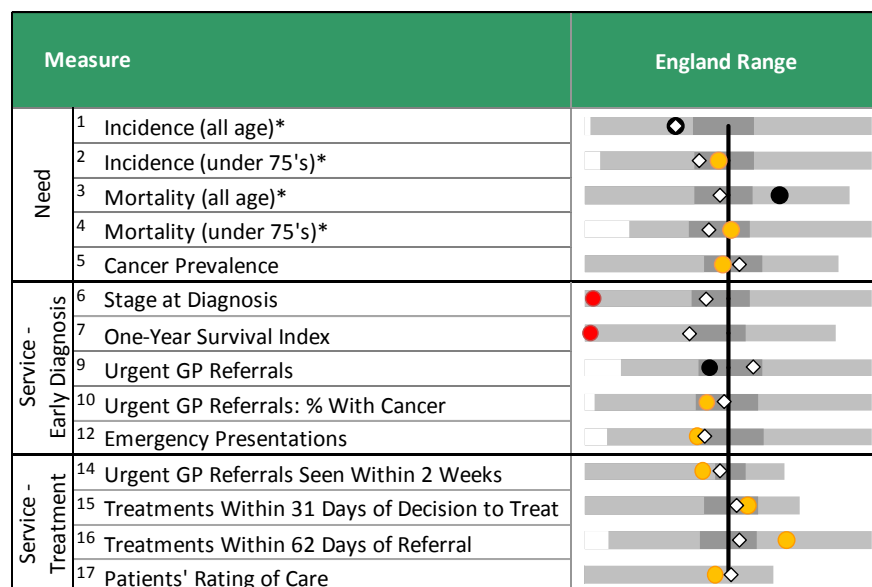 Measure
England Range
Need
1 Incidence (all age)*
2 Incidence (under 75's)*
3 Mortality (all age)*
4 Mortality (under 75's)*
5 Cancer Prevalence
Service -
Early Diagnosis
6 Stage at Diagnosis
7 One-Year Survival Index
9 Urgent GP Referrals
10 Urgent GP Referrals: % With Cancer
12 Emergency Presentations
Service -
Treatment
14 Urgent GP Referrals Seen Within 2 Weeks
15 Treatments Within 31 Days of Decision to Treat
16 Treatments Within 62 Days of Referral
17 Patients' Rating of Care